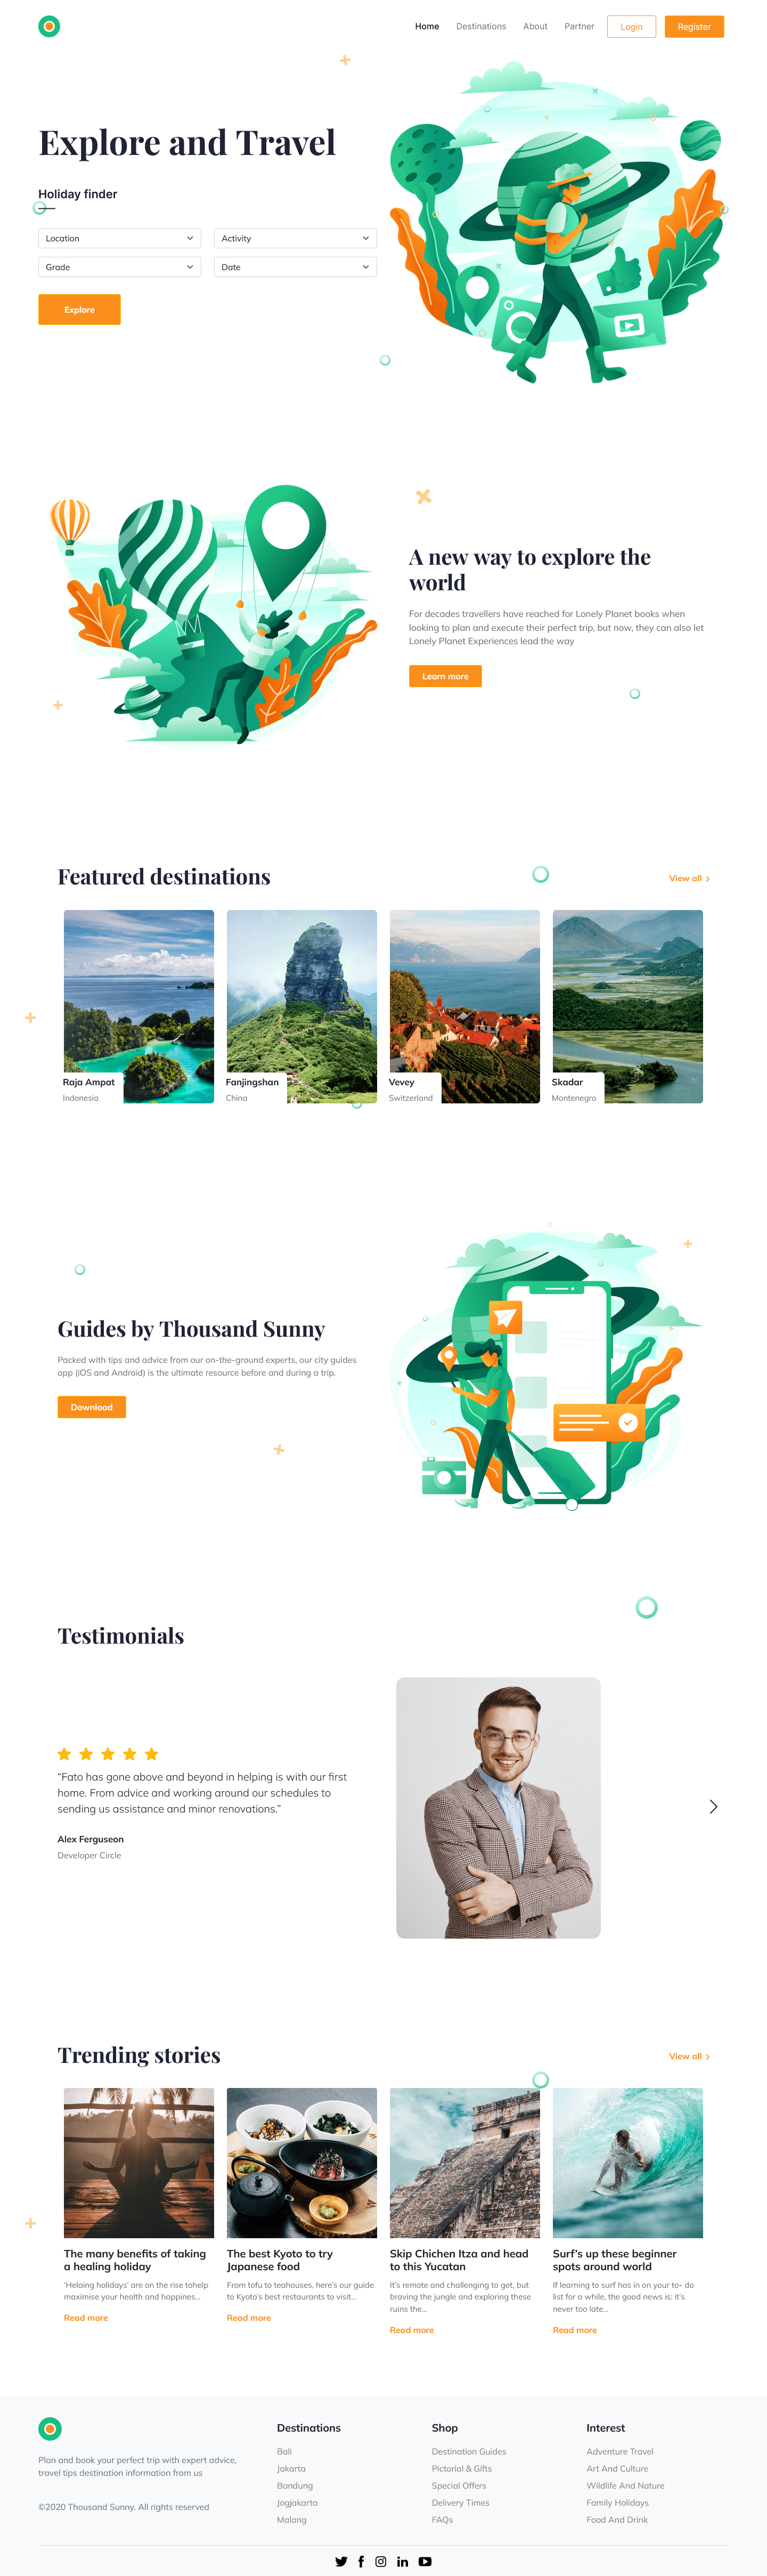 Home Destinations About Partner Login Register
Explore and Travel
Holiday finder
Location Activity
Grade Date
Explore
A new way to explore the
world
For decades travellers have reached for Lonely Planet books when
looking to plan and execute their perfect trip, but now, they can also let
Lonely Planet Experiences lead the way
Learn more
Featured destinations
View all
Raja Ampat
Indonesia
Fanjingshan
China
Vevey
Switzerland
Skadar
Montenegro
Guides by Thousand Sunny
Packed with tips and advice from our on-the-ground experts, our city guides
app (iOS and Android) is the ultimate resource before and during a trip.
Download
Testimonials
“Fato has gone above and beyond in helping is with our first
home. From advice and working around our schedules to
sending us assistance and minor renovations.”
Alex Ferguseon
Developer Circle
Trending stories
View all
The many benefits of taking
a healing holiday
‘Helaing holidays’ are on the rise tohelp
maximise your health and happines...
Read more
The best Kyoto to try
Japanese food
From tofu to teahouses, here’s our guide
to Kyoto’s best restaurants to visit...
Read more
Skip Chichen Itza and head
to this Yucatan
It’s remote and challenging to get, but
braving the jungle and exploring these
ruins the...
Read more
Surf’s up these beginner
spots around world
If learning to surf has in on your to- do
list for a while, the good news is: it’s
never too late...
Read more
Plan and book your perfect trip with expert advice,
travel tips destination information from us
©2020 Thousand Sunny. All rights reserved
Destinations
Bali
Jakarta
Bandung
Jogjakarta
Malang
Shop
Destination Guides
Pictorial & Gifts
Special Offers
Delivery Times
FAQs
Interest
Adventure Travel
Art And Culture
Wildlife And Nature
Family Holidays
Food And Drink